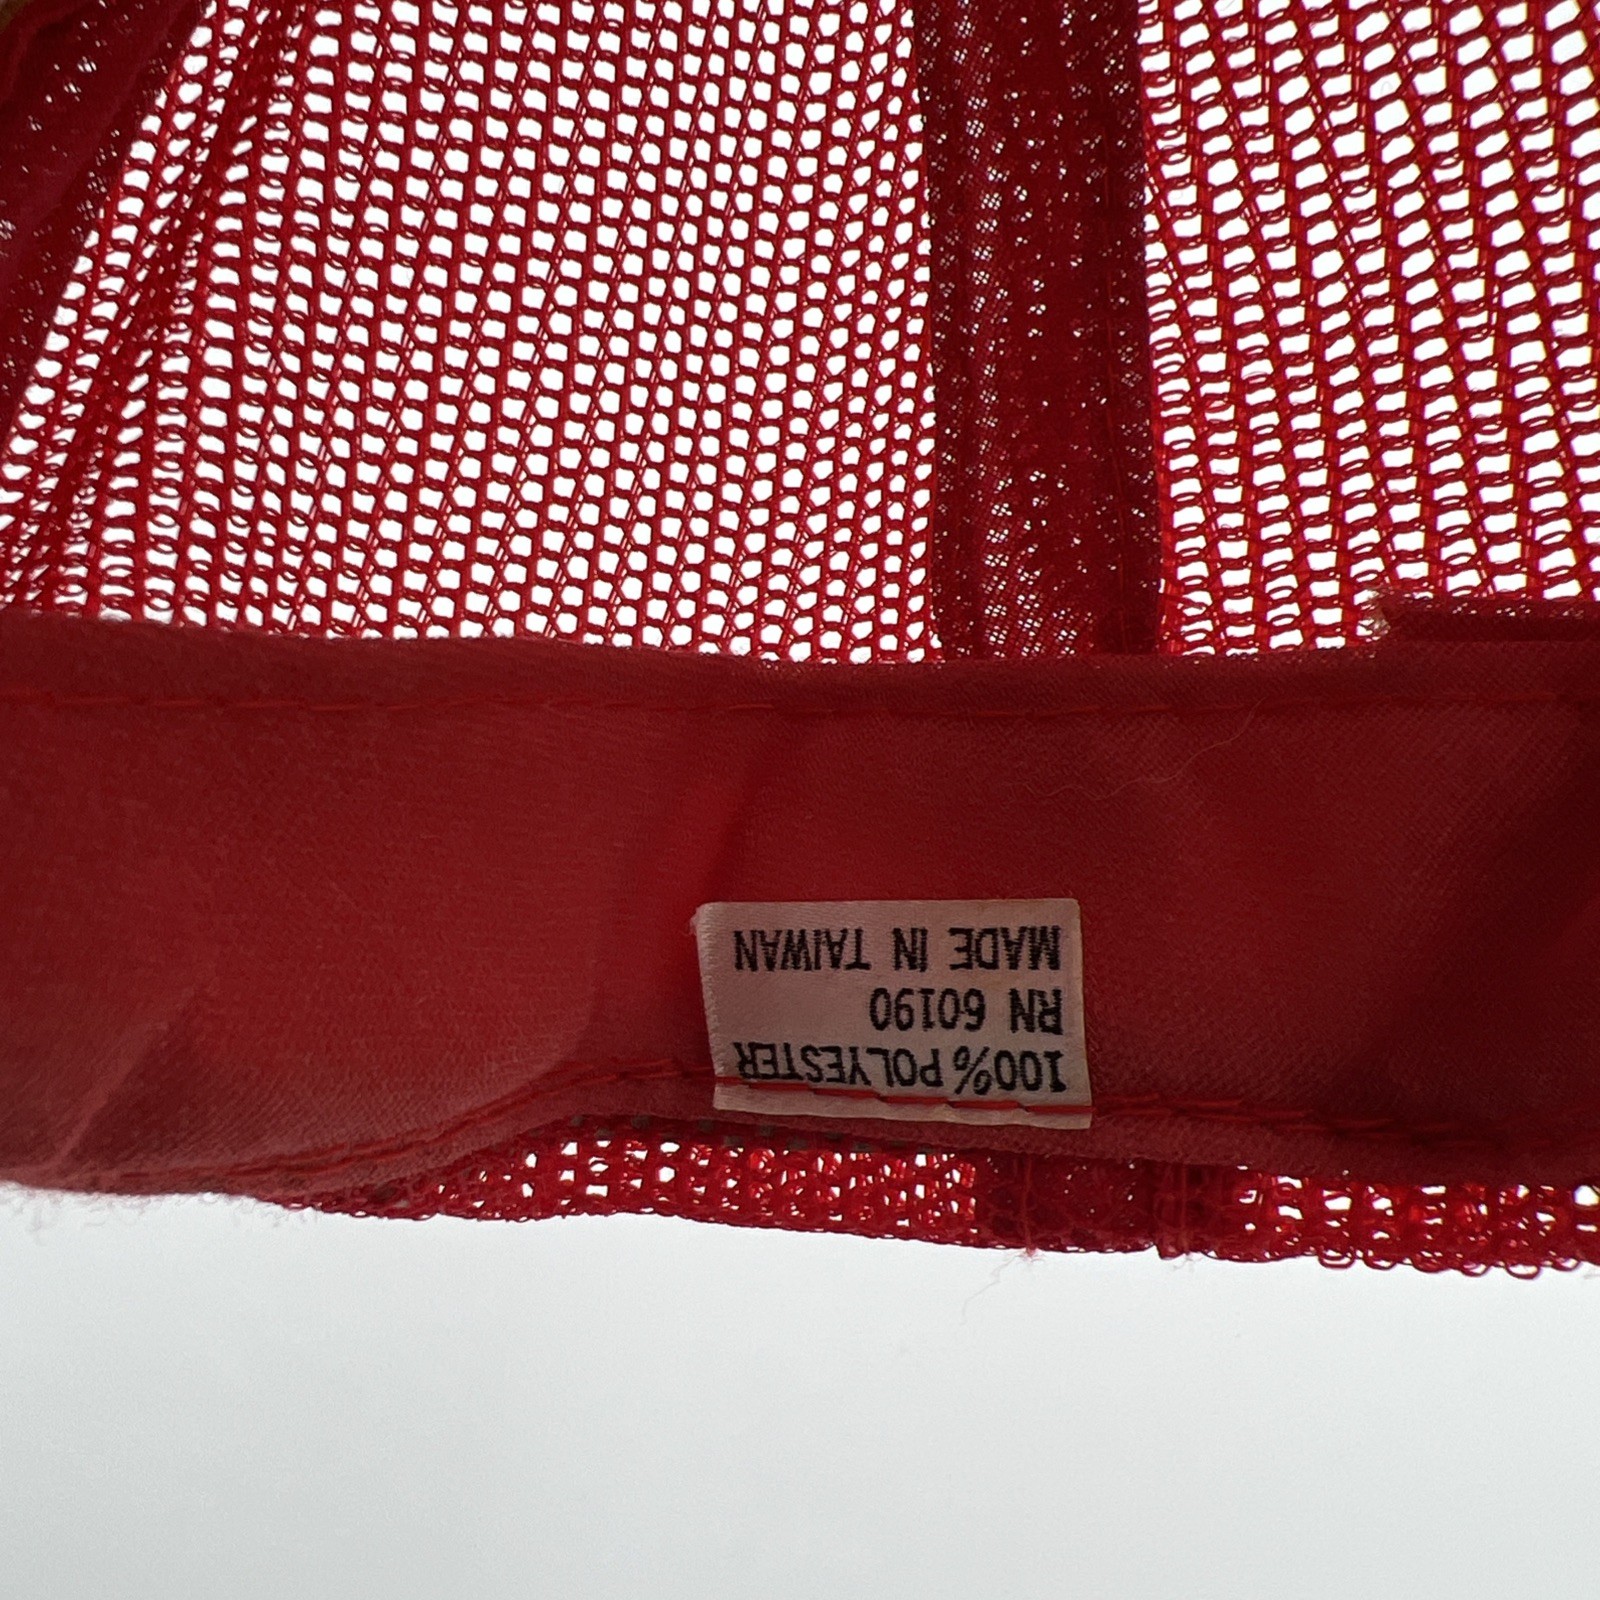 100% POLYESTER
RN 60190
MADE IN TAIWAN